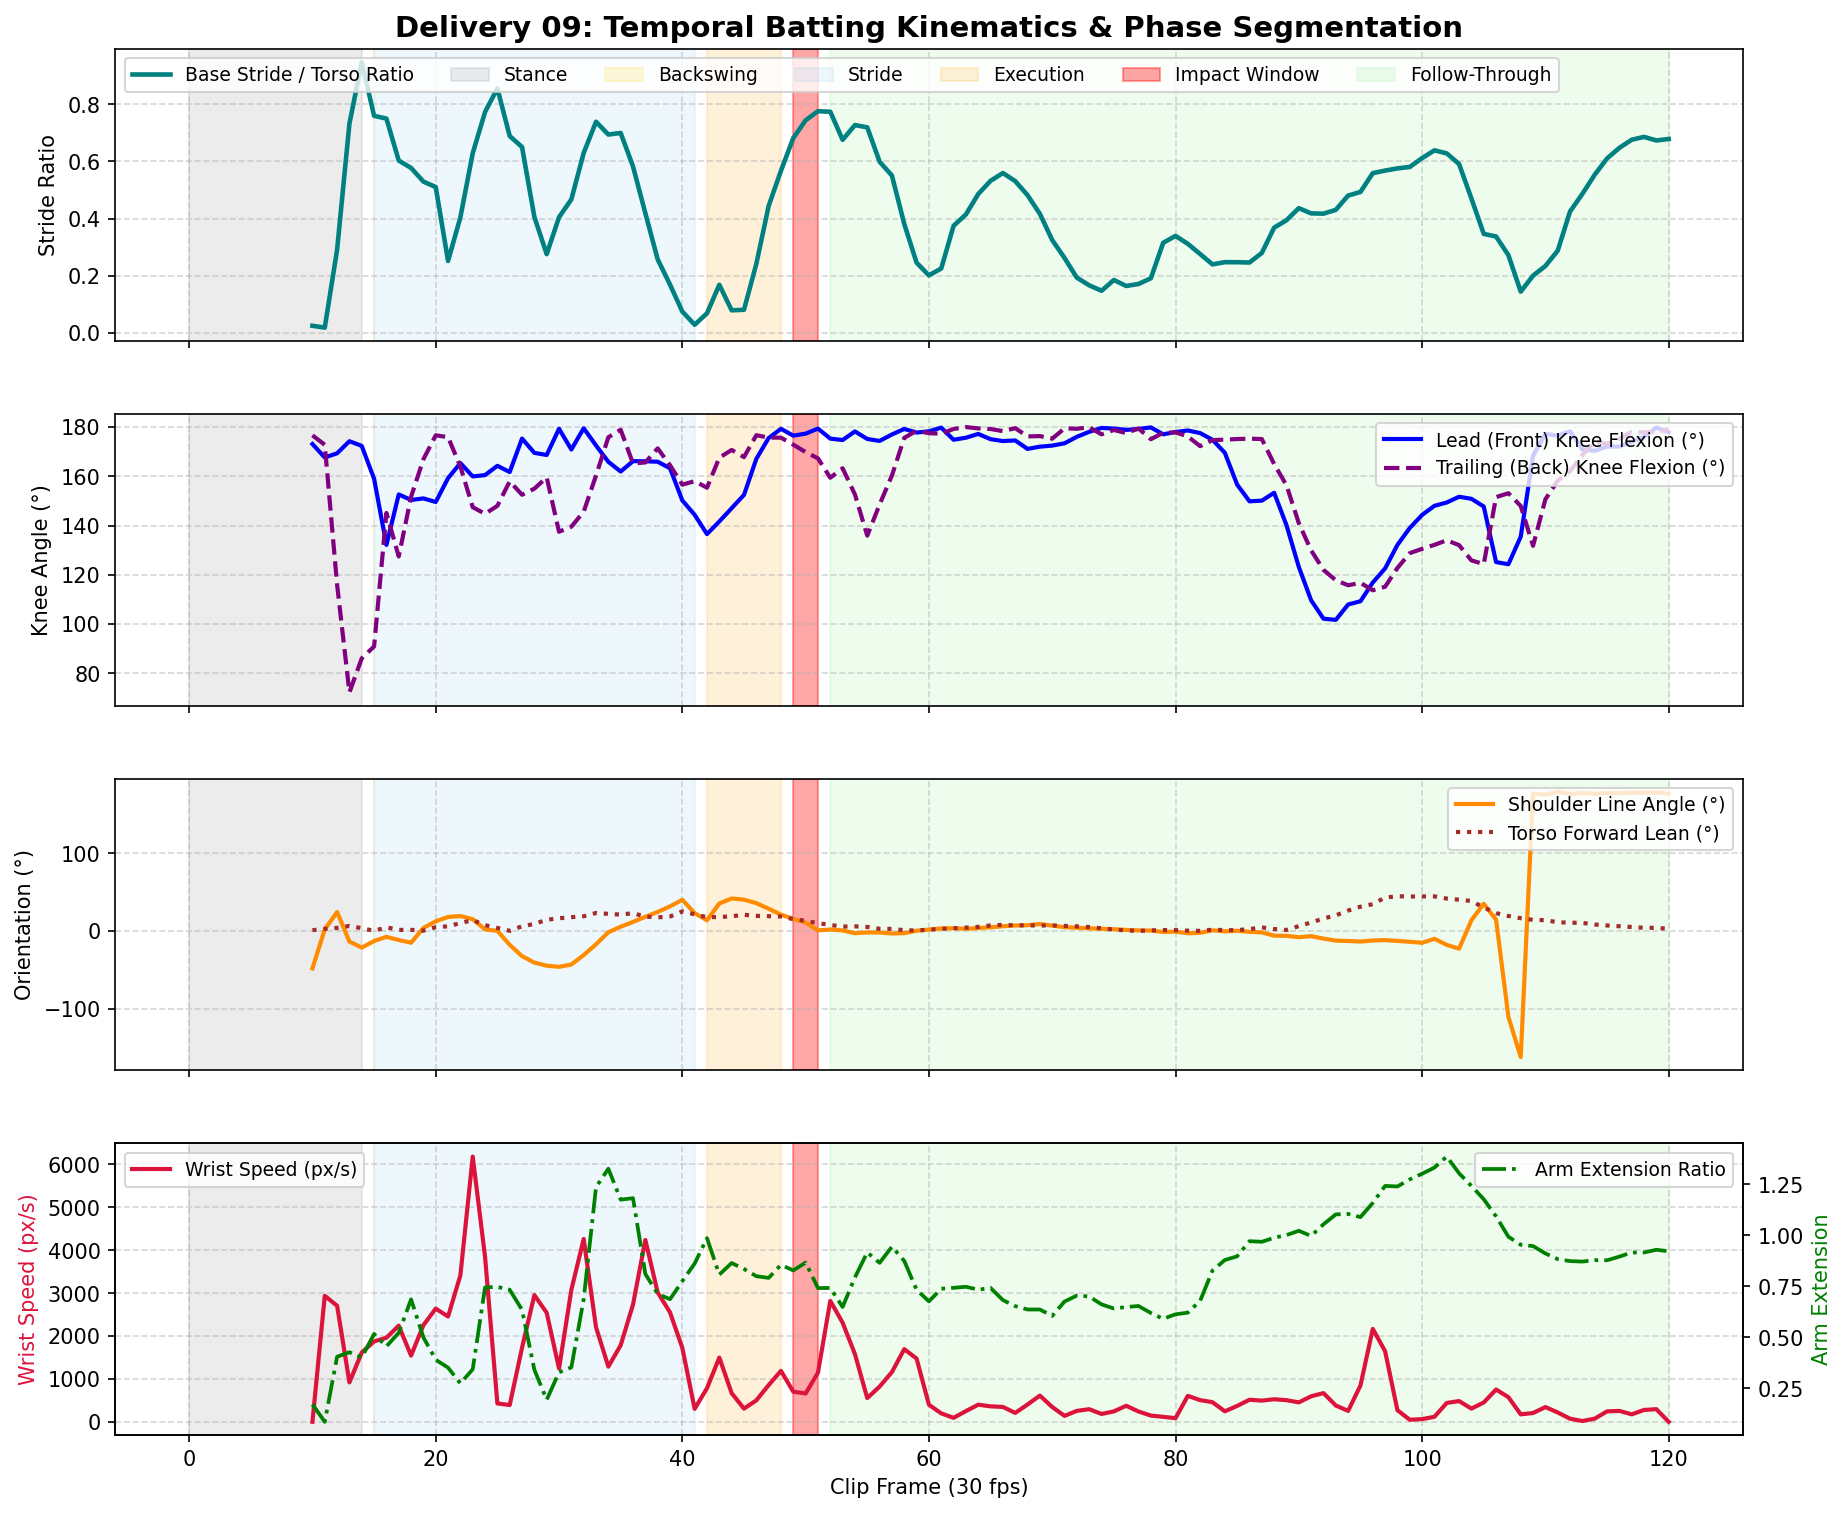 Delivery 09: Temporal Batting Kinematics & Phase Segmentation
Base Stride / Torso Ratio Stance Backswing Stride Execution Impact Window Follow-Through
Stride Ratio
0.8
0.6
0.4
0.2
0.0
Lead (Front) Knee Flexion (°)
Trailing (Back) Knee Flexion (°)
Knee Angle (°)
180
160
140
120
100
80
Shoulder Line Angle (°)
Torso Forward Lean (°)
Orientation (°)
100
0
−100
Wrist Speed (px/s)
Arm Extension Ratio
Wrist Speed (px/s)
6000
5000
4000
3000
2000
1000
0
1.25
1.00
0.75
0.50
0.25
Arm Extension
0 20 40 60 80 100 120
Clip Frame (30 fps)